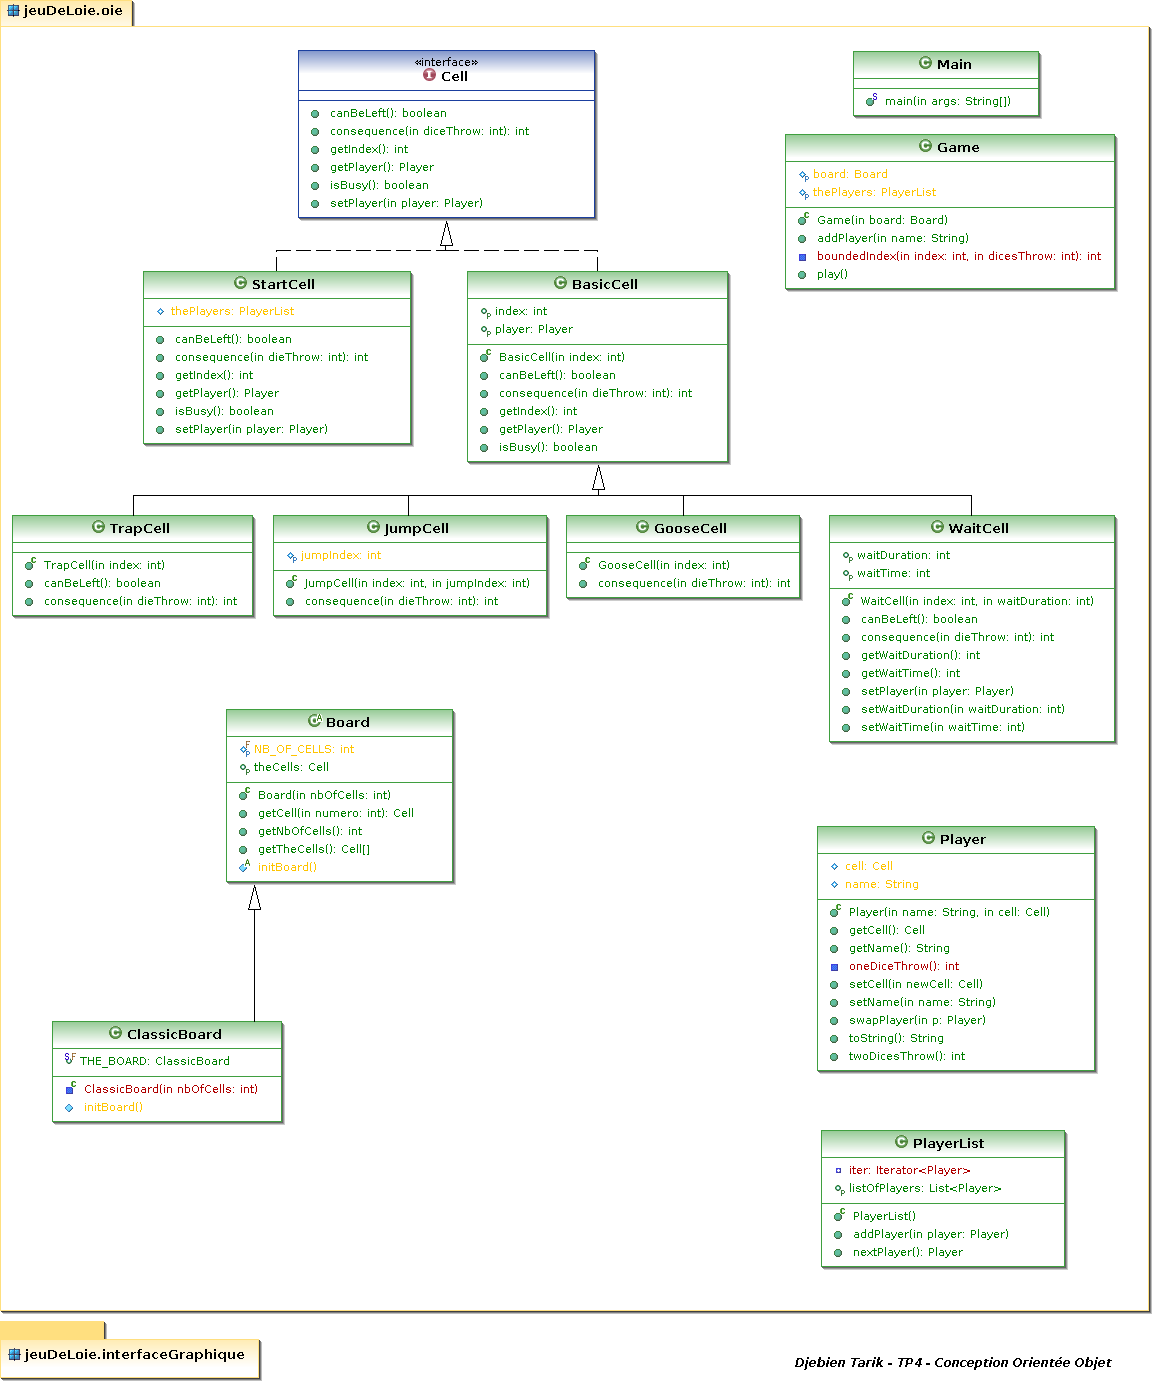 jeuDeLoie.oie
«interface»
Cell
canBeLeft(): boolean
consequence(in diceThrow: int): int
getIndex(): int
getPlayer(): Player
isBusy(): boolean
setPlayer(in player: Player)
Main
main(in args: String[])
Game
board: Board
thePlayers: PlayerList
Game(in board: Board)
addPlayer(in name: String)
boundedIndex(in index: int, in dicesThrow: int): int
play()
StartCell
thePlayers: PlayerList
canBeLeft(): boolean
consequence(in dieThrow: int): int
getIndex(): int
getPlayer(): Player
isBusy(): boolean
setPlayer(in player: Player)
BasicCell
index: int
player: Player
BasicCell(in index: int)
canBeLeft(): boolean
consequence(in dieThrow: int): int
getIndex(): int
getPlayer(): Player
isBusy(): boolean
TrapCell
TrapCell(in index: int)
canBeLeft(): boolean
consequence(in dieThrow: int): int
JumpCell
jumpIndex: int
JumpCell(in index: int, in jumpIndex: int)
consequence(in dieThrow: int): int
GooseCell
GooseCell(in index: int)
consequence(in dieThrow: int): int
WaitCell
waitDuration: int
waitTime: int
WaitCell(in index: int, in waitDuration: int)
canBeLeft(): boolean
consequence(in dieThrow: int): int
getWaitDuration(): int
getWaitTime(): int
setPlayer(in player: Player)
setWaitDuration(in waitDuration: int)
setWaitTime(in waitTime: int)
Board
NB_OF_CELLS: int
theCells: Cell
Board(in nbOfCells: int)
getCell(in numero: int): Cell
getNbOfCells(): int
getTheCells(): Cell[]
initBoard()
ClassicBoard
THE_BOARD: ClassicBoard
ClassicBoard(in nbOfCells: int)
initBoard()
Player
cell: Cell
name: String
Player(in name: String, in cell: Cell)
getCell(): Cell
getName(): String
oneDiceThrow(): int
setCell(in newCell: Cell)
setName(in name: String)
swapPlayer(in p: Player)
toString(): String
twoDicesThrow(): int
PlayerList
iter: Iterator<Player>
listOfPlayers: List<Player>
PlayerList()
addPlayer(in player: Player)
nextPlayer(): Player
jeuDeLoie.interfaceGraphique
Djebien Tarik - TP4 - Conception Orientée Objet